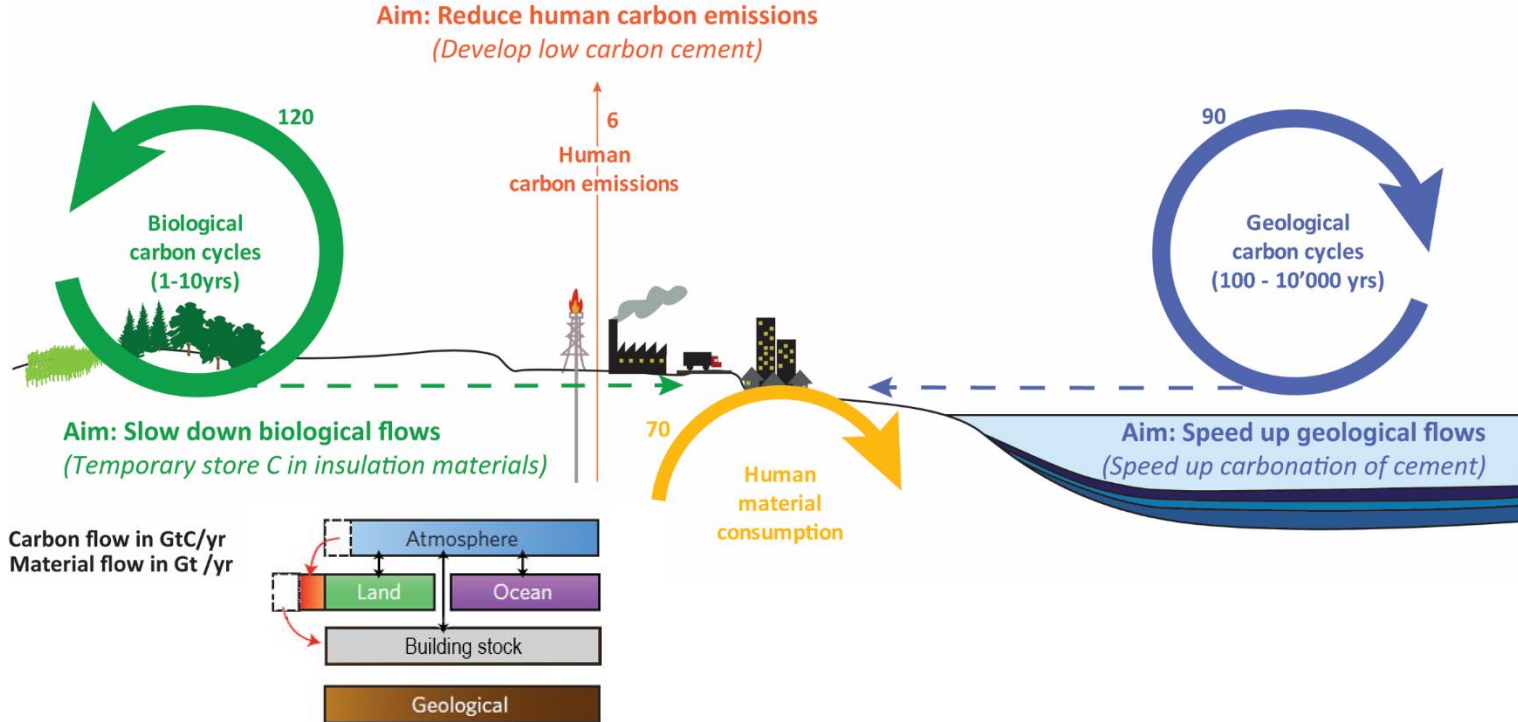 Aim: Reduce human carbon emissions
(Develop low carbon cement)
120
6
Human
carbon emissions
90
Biological
carbon cycles
(1-10yrs)
Geological
carbon cycles
(100 - 10’000 yrs)
Aim: Slow down biological flows
(Temporary store C in insulation materials)
70
Human
material
consumption
Aim: Speed up geological flows
(Speed up carbonation of cement)
Carbon flow in GtC/yr
Material flow in Gt /yr
Atmosphere
Land
Ocean
Building stock
Geological